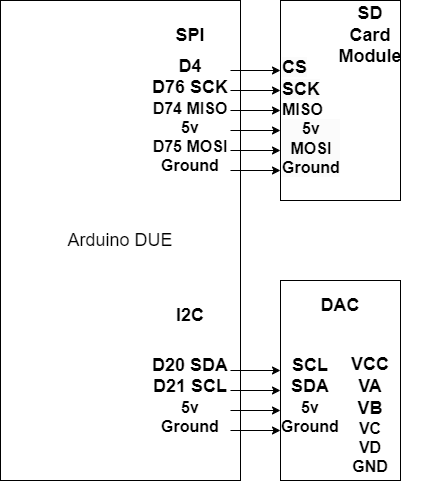 SPI
SD
Card
Module
D4
CS
D76 SCK
SCK
D74 MISO
MISO
5v
5v
D75 MOSI
MOSI
Ground
Ground
Arduino DUE
I2C
DAC
D20 SDA
SCL
VCC
D21 SCL
SDA
VA
5v
5v
VB
Ground
Ground
VC
VD
GND